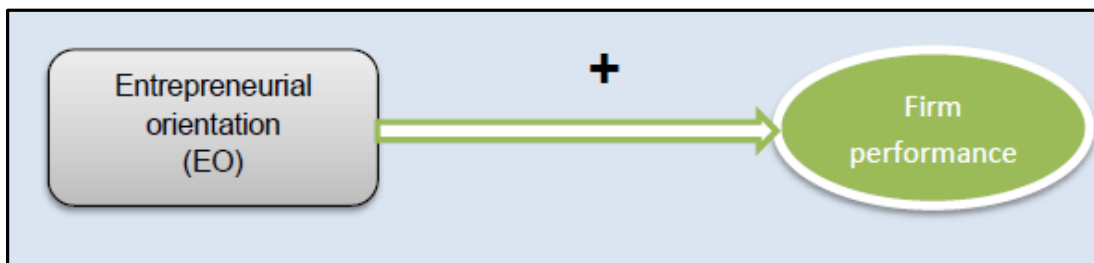 Entrepreneurial
orientation
(EO)
+
Firm
performance